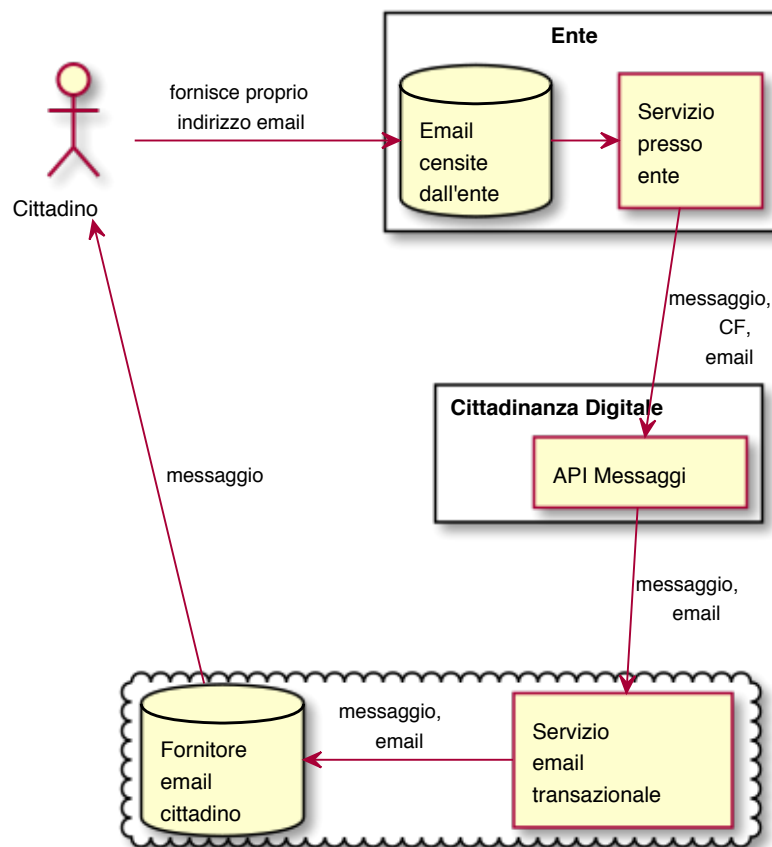 Ente
fornisce proprio
indirizzo email
Email
censite
dall'ente
Servizio
presso
ente
Cittadino
messaggio,
CF,
email
Cittadinanza Digitale
API Messaggi
messaggio
messaggio,
email
messaggio,
email
Fornitore
email
cittadino
Servizio
email
transazionale